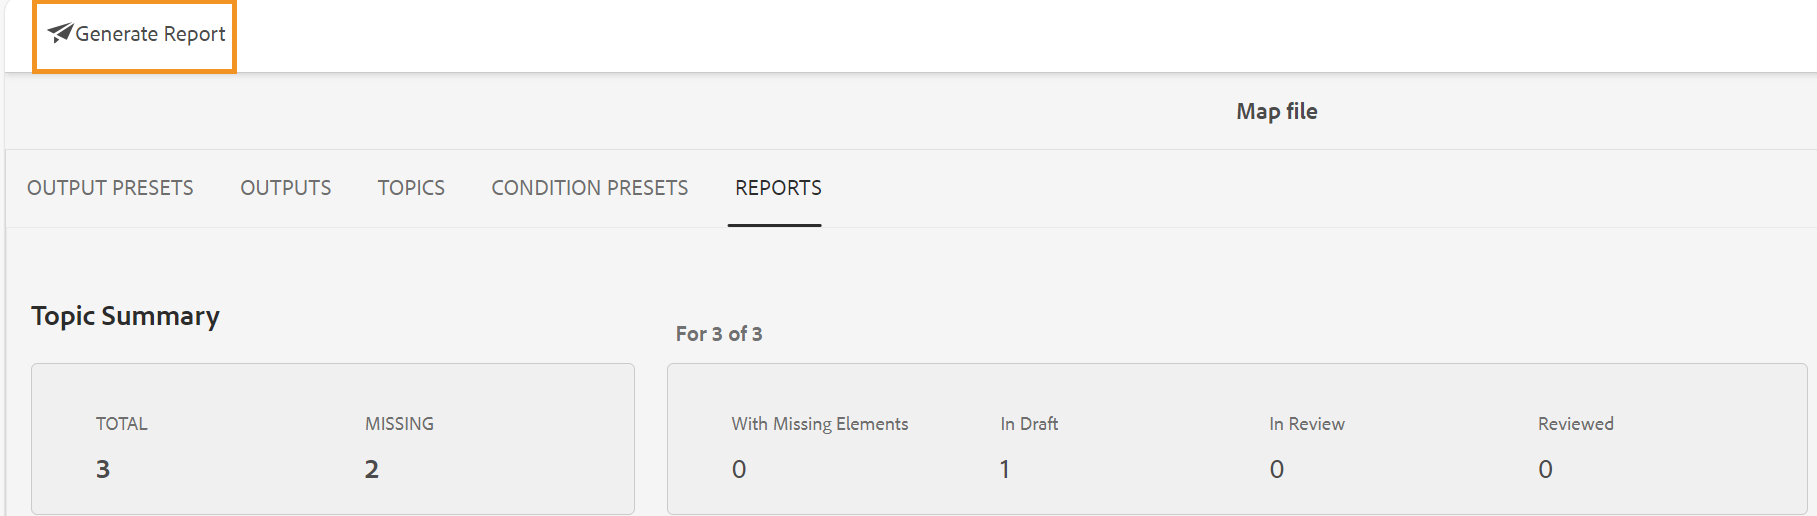 Generate Report
Map file
OUTPUT PRESETS OUTPUTS TOPICS CONDITION PRESETS REPORTS
Topic Summary
For 3 of 3
TOTAL MISSING With Missing Elements In Draft In Review Reviewed
3 2 0 1 0 0